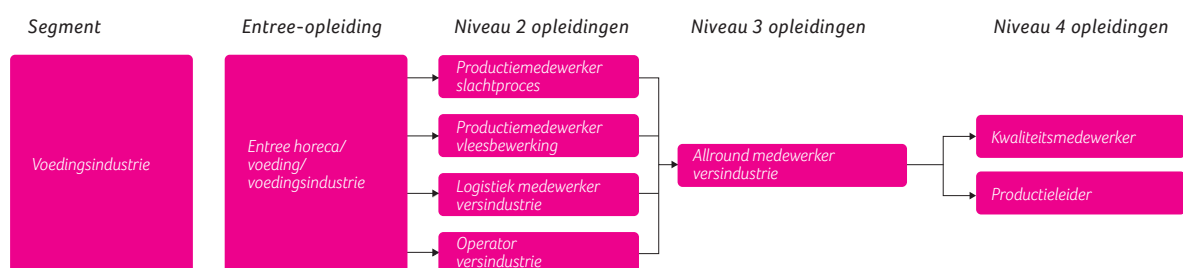 Segment
Entree-opleiding
Niveau 2 opleidingen
Niveau 3 opleidingen
Niveau 4 opleidingen
Voedingsindustrie
Entree horeca/
voeding/
voedingsindustrie
Productiemedewerker
slachtproces
Productiemedewerker
vleesbewerking
Logistiek medewerker
versindustrie
Operator
versindustrie
Allround medewerker
versindustrie
Kwaliteitsmedewerker
Productieleider